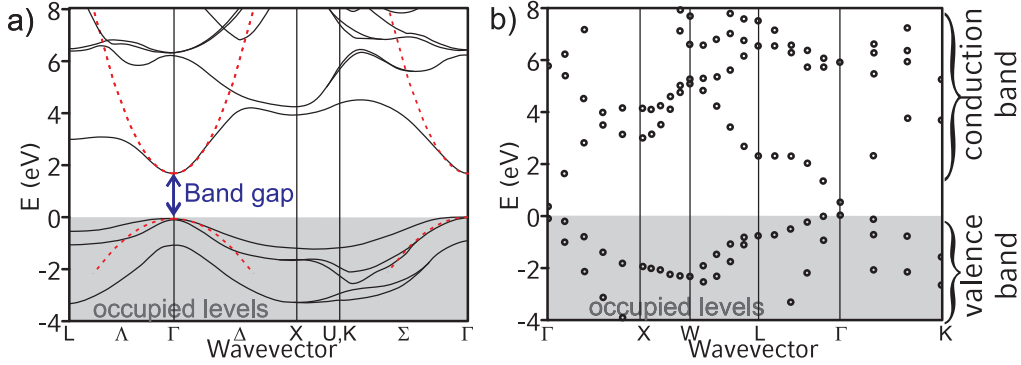 a)
E (eV)
8
6
4
2
0
-2
-4
Band gap
occupied levels
L Λ Γ Δ X U,K Σ Γ
Wavevector
b)
E (eV)
8
6
4
2
0
-2
-4
occupied levels
Γ X W L Γ K
Wavevector
conduction
band
valence
band